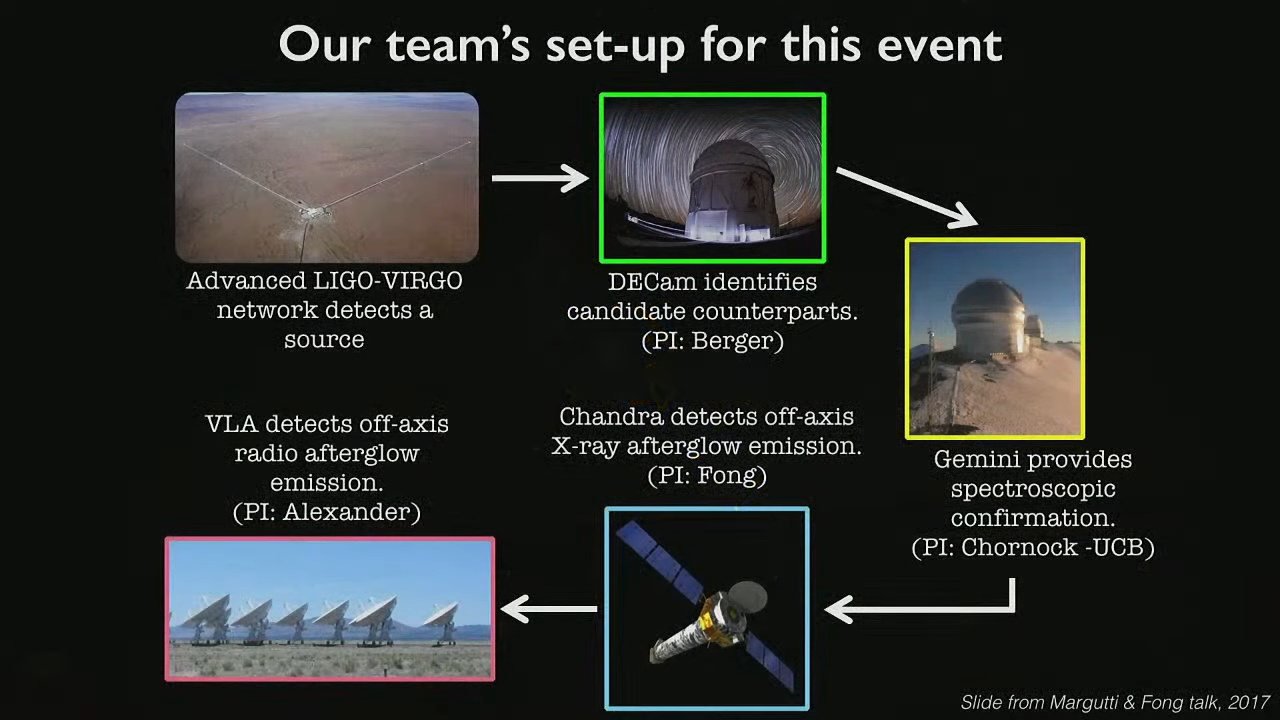 Our team's set-up for this event
Advanced LIGO-VIRGO
network detects a
source
DECam identifies
candidate counterparts.
(PI: Berger)
Gemini provides
spectroscopic
confirmation.
(PI: Chornock -UCB)
Chandra detects off-axis
X-ray afterglow emission.
(PI: Fong)
VLA detects off-axis
radio afterglow
emission.
(PI: Alexander)
Slide from Margutti & Fong talk, 2017